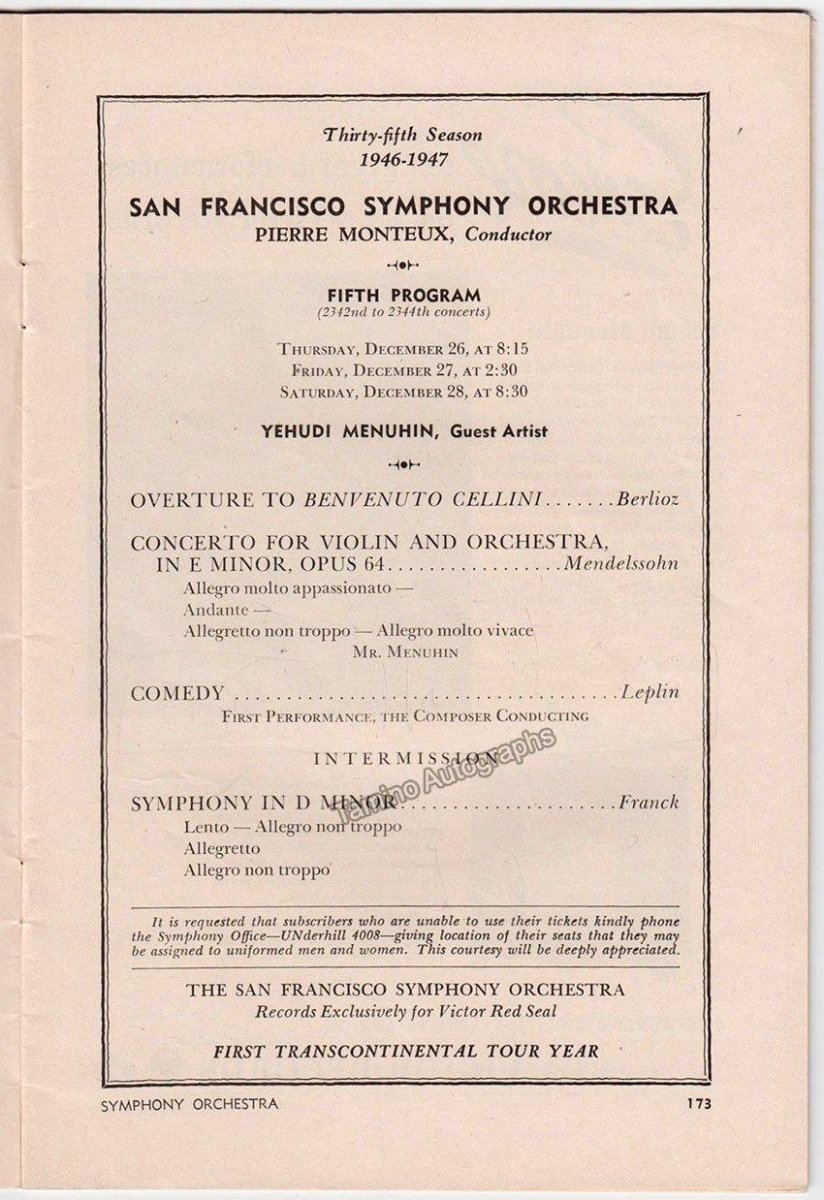 Thirty-fifth Season
1946-1947
SAN FRANCISCO SYMPHONY ORCHESTRA
PIERRE MONTEUX, Conductor
FIFTH PROGRAM
(2342nd to 2344th concerts)
THURSDAY, DECEMBER 26, AT 8:15
FRIDAY, DECEMBER 27, AT 2:30
SATURDAY, DECEMBER 28, AT 8:30
YEHUDI MENUHIN, Guest Artist
OVERTURE TO BENVENUTO CELLINI.......Berlioz
CONCERTO FOR VIOLIN AND ORCHESTRA,
IN E MINOR, OPUS 64.................Mendelssohn
Allegro molto appassionato —
Andante —
Allegretto non troppo — Allegro molto vivace
MR. MENUHIN
COMEDY .....................................Leplin
FIRST PERFORMANCE, THE COMPOSER CONDUCTING
INTERMISSION
Tamino Autographs
SYMPHONY IN D MINOR.....................Franck
Lento — Allegro non troppo
Allegretto
Allegro non troppo
It is requested that subscribers who are unable to use their tickets kindly phone
the Symphony Office—UNderhill 4008—giving location of their seats that they may
be assigned to uniformed men and women. This courtesy will be deeply appreciated.
THE SAN FRANCISCO SYMPHONY ORCHESTRA
Records Exclusively for Victor Red Seal
FIRST TRANSCONTINENTAL TOUR YEAR
SYMPHONY ORCHESTRA 173